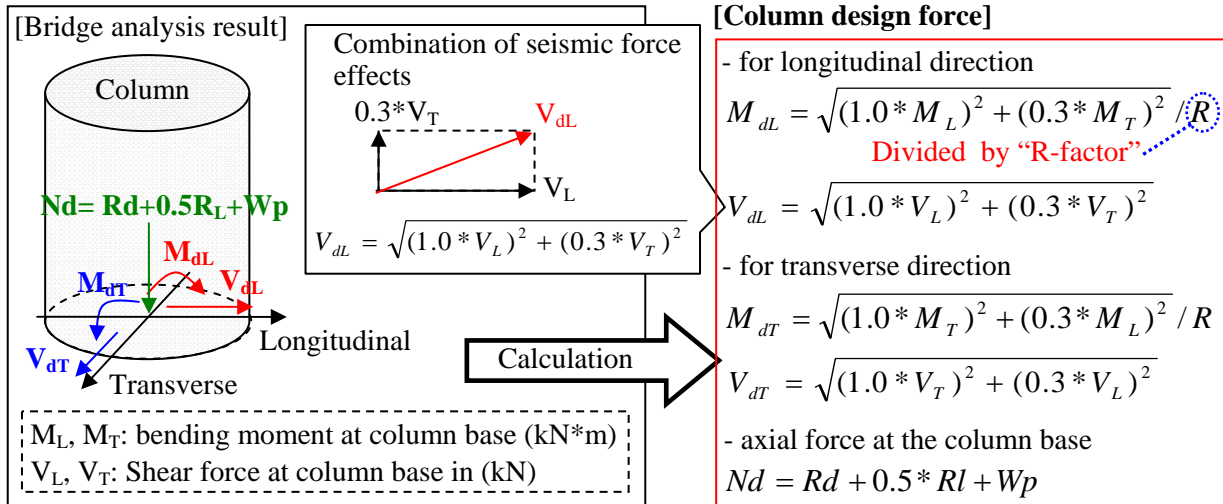 [Bridge analysis result]
Column
Nd= Rd+0.5R_L+Wp
M_dL
M_dT
V_dL
Longitudinal
V_dT
Transverse
M_L, M_T: bending moment at column base (kN*m)
V_L, V_T: Shear force at column base in (kN)
Combination of seismic force
effects
0.3*V_T
V_dL
V_L
V_dL = √((1.0*V_L)² + (0.3*V_T)²)
Calculation
[Column design force]
- for longitudinal direction
M_dL = √((1.0*M_L)² + (0.3*M_T)²) / R
Divided by “R-factor”
V_dL = √((1.0*V_L)² + (0.3*V_T)²)
- for transverse direction
M_dT = √((1.0*M_T)² + (0.3*M_L)²) / R
V_dT = √((1.0*V_T)² + (0.3*V_L)²)
- axial force at the column base
Nd = Rd + 0.5* Rl + Wp